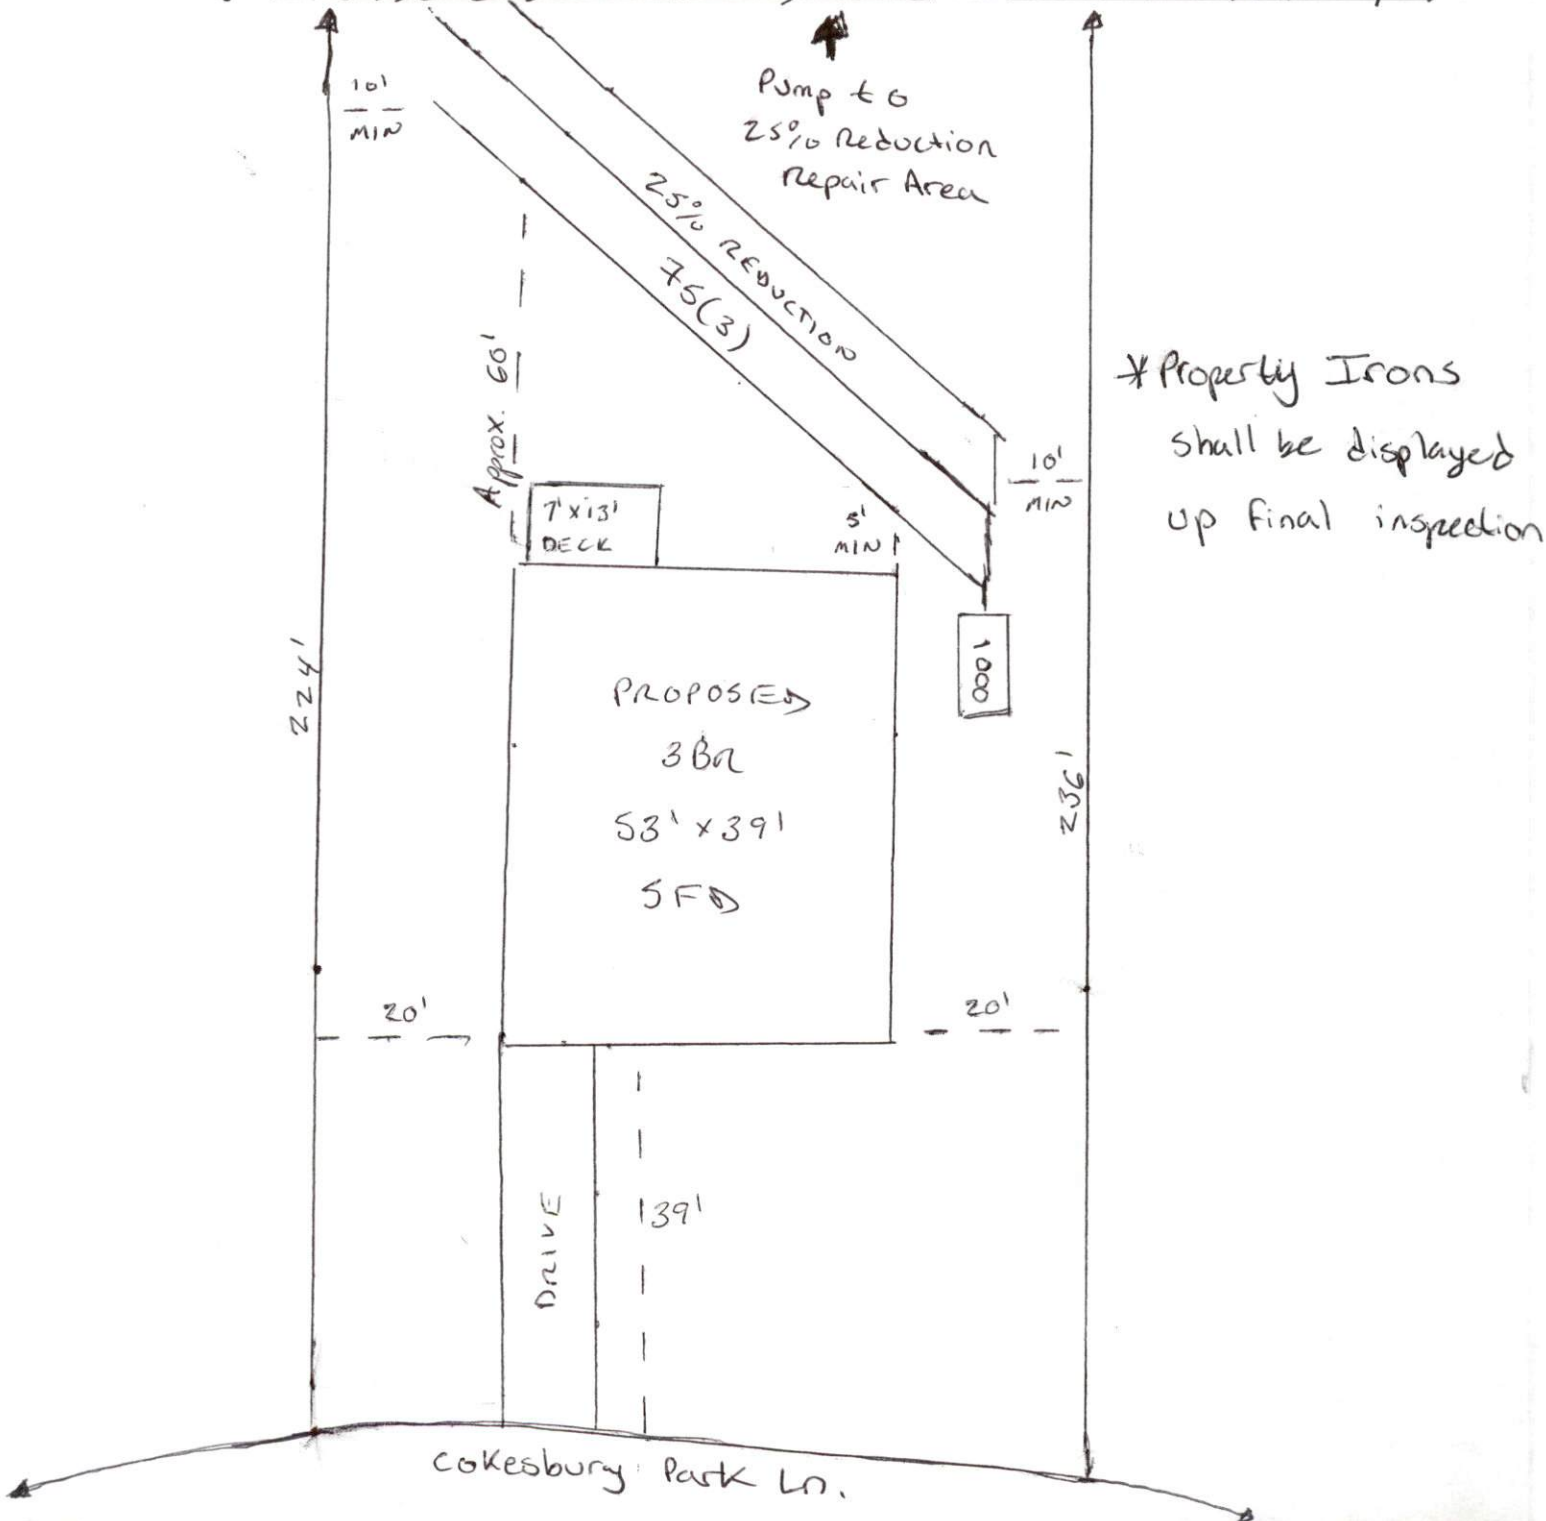 10'
MIN
Pump to
25% Reduction
Repair Area
25% REDUCTION
75(3)
Approx. 60'
* Property Irons
shall be displayed
up final inspection
10'
MIN
7'x13'
DECK
5'
MIN
1000
224'
PROPOSED
3BR
53' x 39'
SFD
236'
20'
20'
DRIVE
39'
Cokesbury Park Ln.